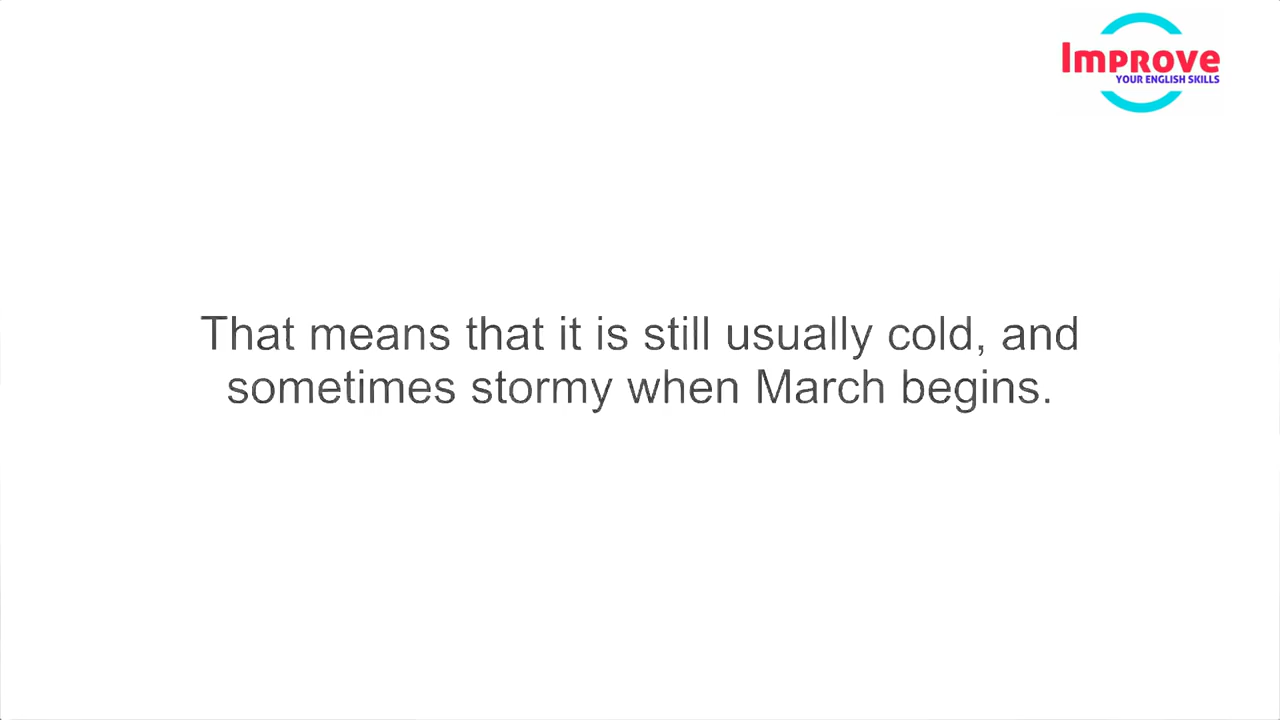 Improve
YOUR ENGLISH SKILLS
That means that it is still usually cold, and
sometimes stormy when March begins.